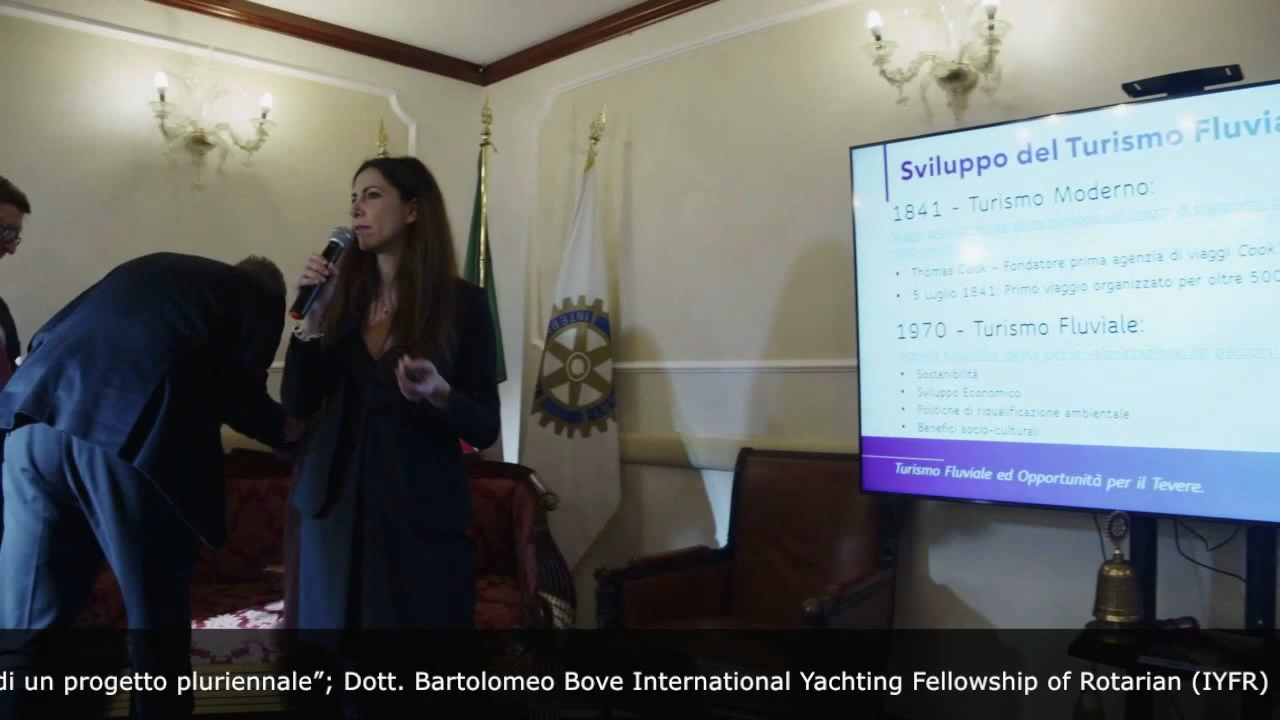 Sviluppo del Turismo Fluvia
1841 - Turismo Moderno:
• Thomas Cook - Fondatore prima agenzia di viaggi Cook
• 5 Luglio 1841: Primo viaggio organizzato per oltre 500
1970 - Turismo Fluviale:
• Sostenibilità
• Sviluppo Economico
• Politiche di riqualificazione ambientale
• Benefici socio-culturali
Turismo Fluviale ed Opportunità per il Tevere.
di un progetto pluriennale”; Dott. Bartolomeo Bove International Yachting Fellowship of Rotarian (IYFR)